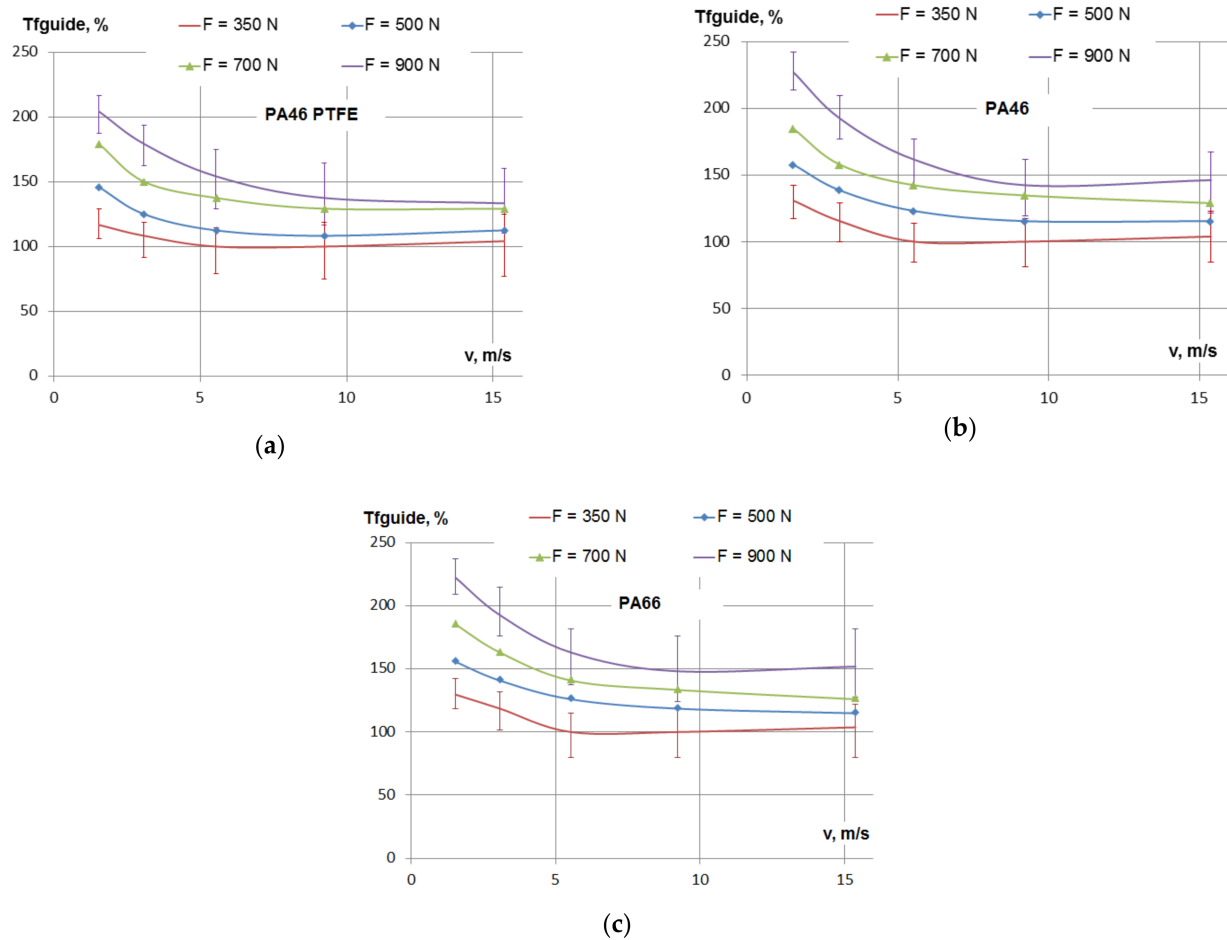 Tfguide, %
F = 350 N
F = 500 N
F = 700 N
F = 900 N
PA46 PTFE
250
200
150
100
50
0
v, m/s
0 5 10 15
(a)
Tfguide, %
F = 350 N
F = 500 N
F = 700 N
F = 900 N
PA46
250
200
150
100
50
0
v, m/s
0 5 10 15
(b)
Tfguide, %
F = 350 N
F = 500 N
F = 700 N
F = 900 N
PA66
250
200
150
100
50
0
v, m/s
0 5 10 15
(c)